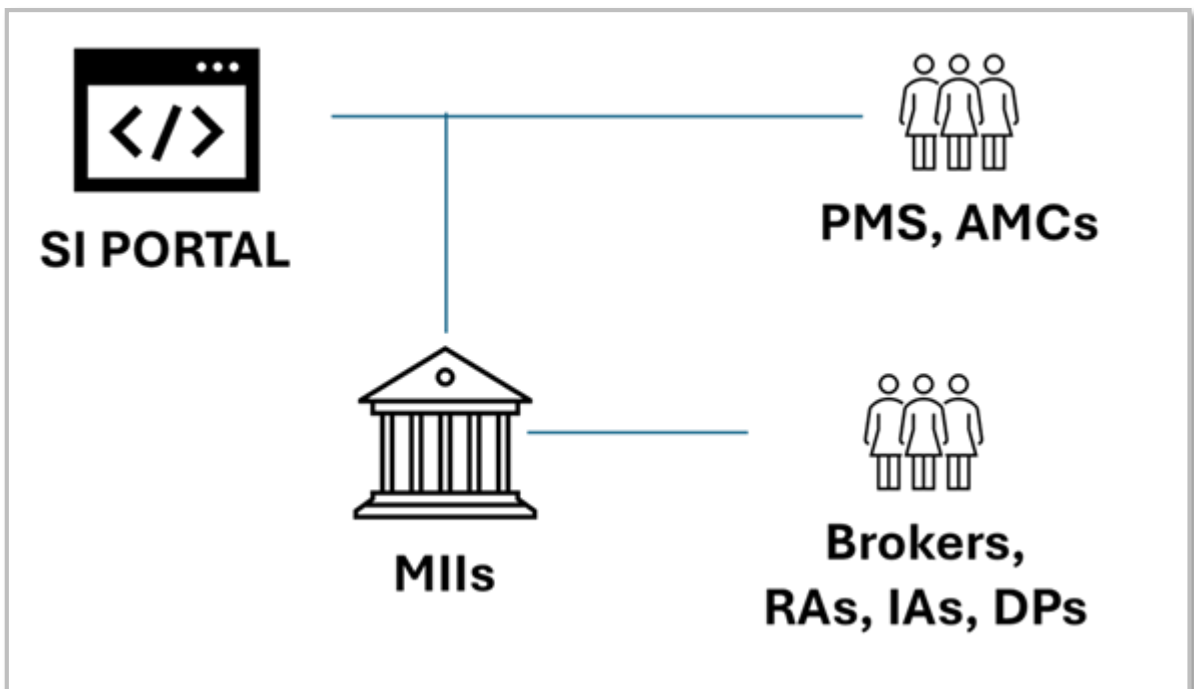 </>
SI PORTAL
PMS, AMCs
MIIs
Brokers,
RAs, IAs, DPs